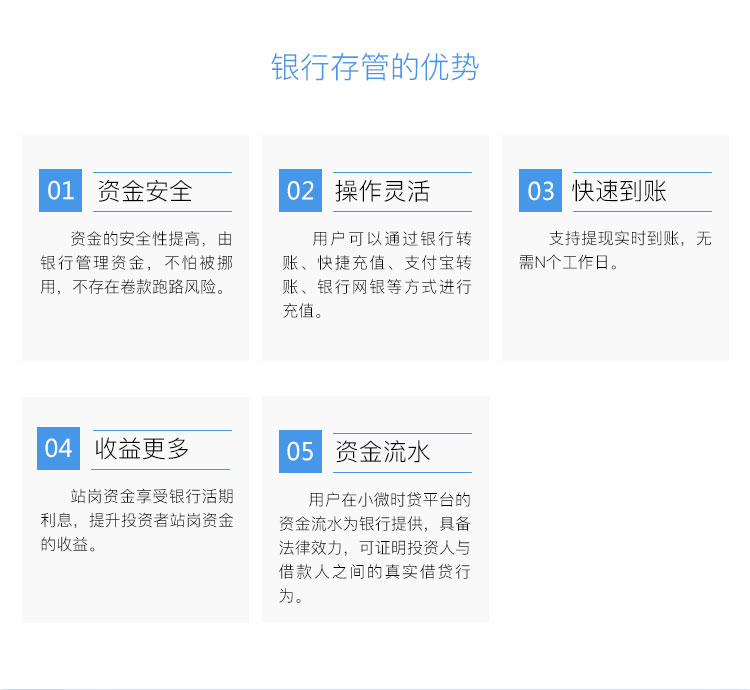 银行存管的优势
01 资金安全
资金的安全性提高，由
银行管理资金，不怕被挪
用，不存在卷款跑路风险。
02 操作灵活
用户可以通过银行转
账、快捷充值、支付宝转
账、银行网银等方式进行
充值。
03 快速到账
支持提现实时到账，无
需N个工作日。
04 收益更多
站岗资金享受银行活期
利息，提升投资者站岗资金
的收益。
05 资金流水
用户在小微时贷平台的
资金流水为银行提供，具备
法律效力，可证明投资人与
借款人之间的真实借贷行
为。